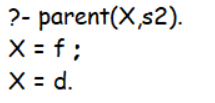 ?- parent(X,s2).
X = f ;
X = d.